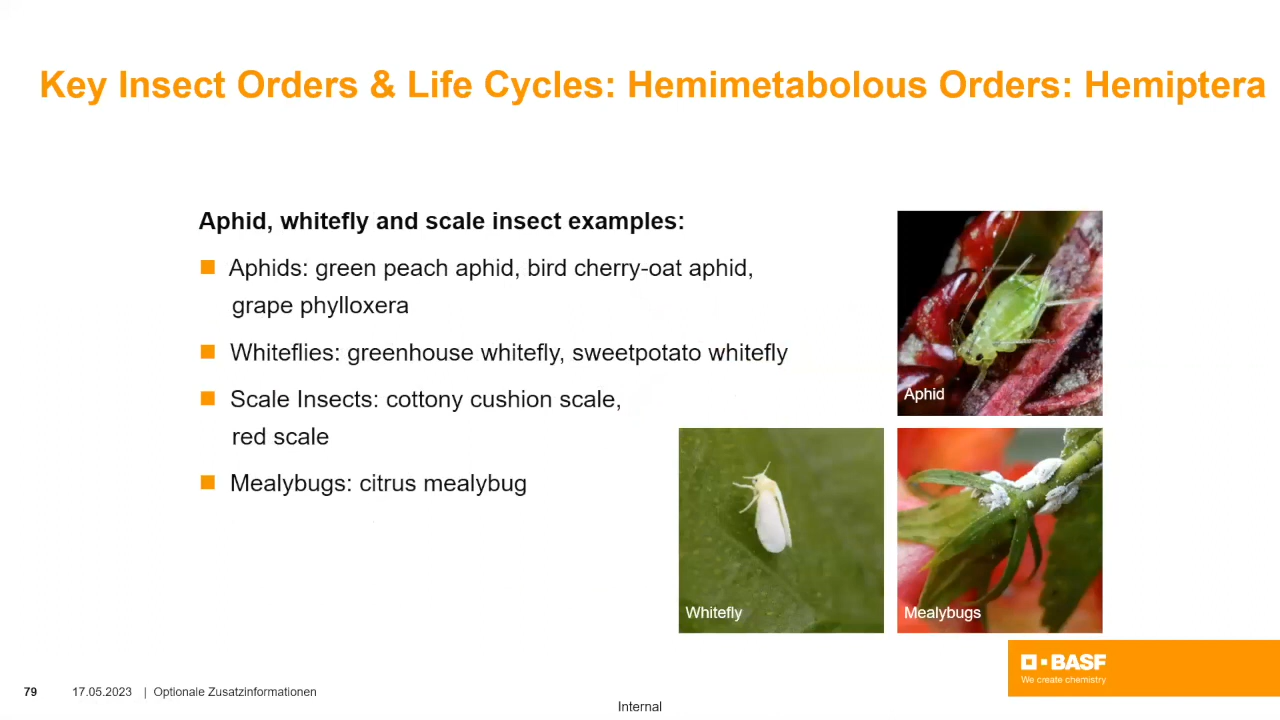 Key Insect Orders & Life Cycles: Hemimetabolous Orders: Hemiptera
Aphid, whitefly and scale insect examples:
Aphids: green peach aphid, bird cherry-oat aphid,
grape phylloxera
Whiteflies: greenhouse whitefly, sweetpotato whitefly
Scale Insects: cottony cushion scale,
red scale
Mealybugs: citrus mealybug
Aphid
Whitefly
Mealybugs
BASF
We create chemistry
79 17.05.2023 | Optionale Zusatzinformationen
Internal